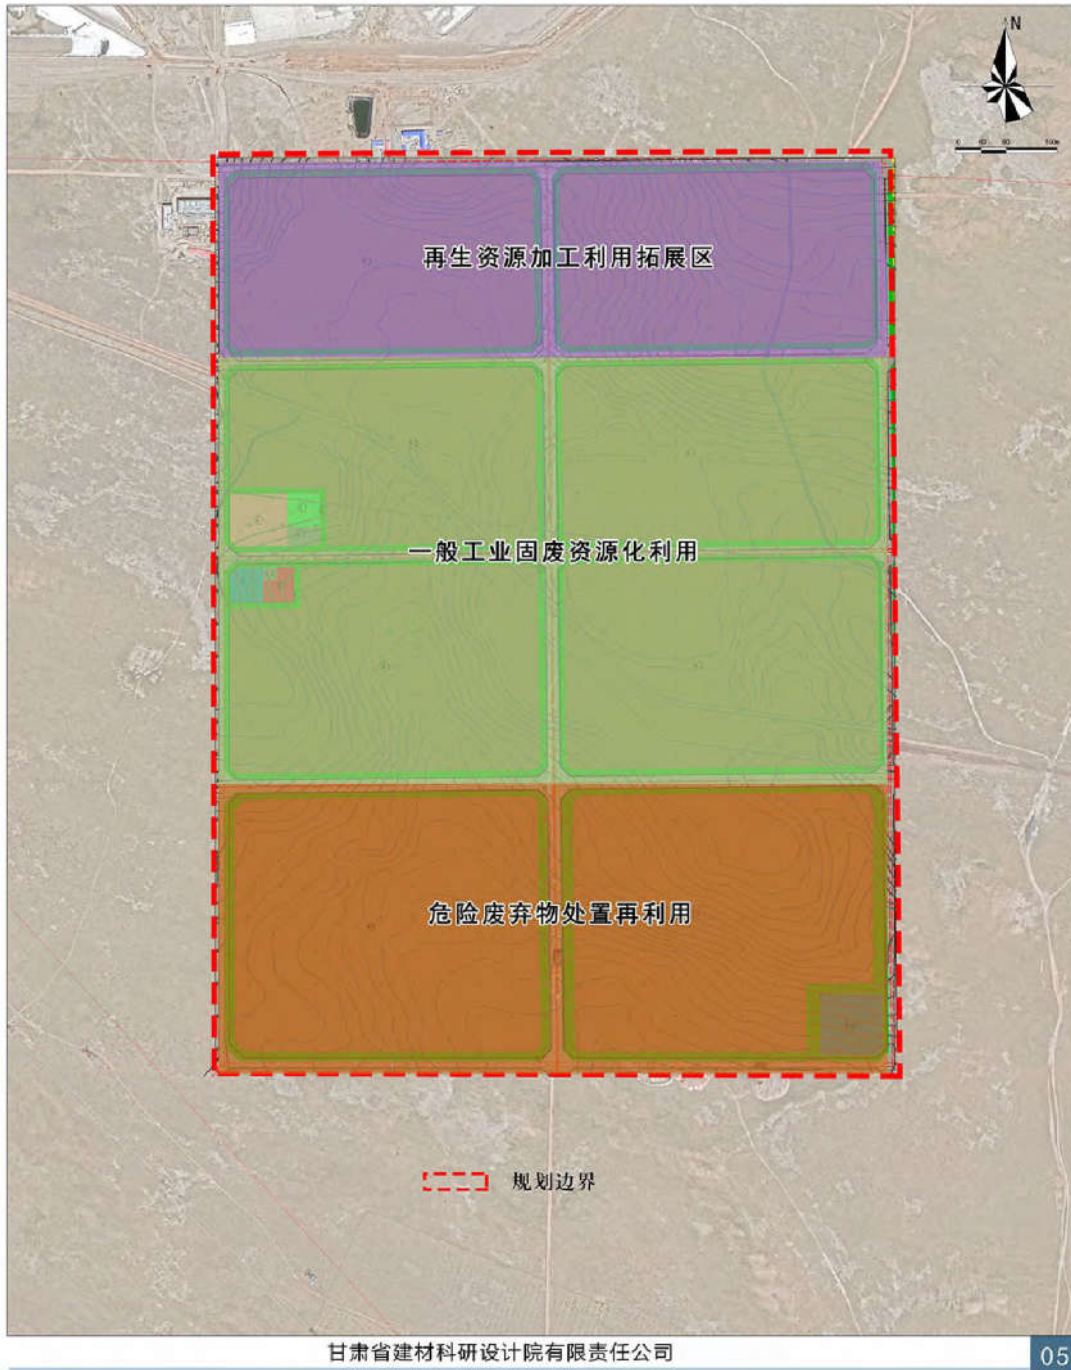 N
再生资源加工利用拓展区
一般工业固废资源化利用
危险废弃物处置再利用
规划边界
甘肃省建材科研设计院有限责任公司
05